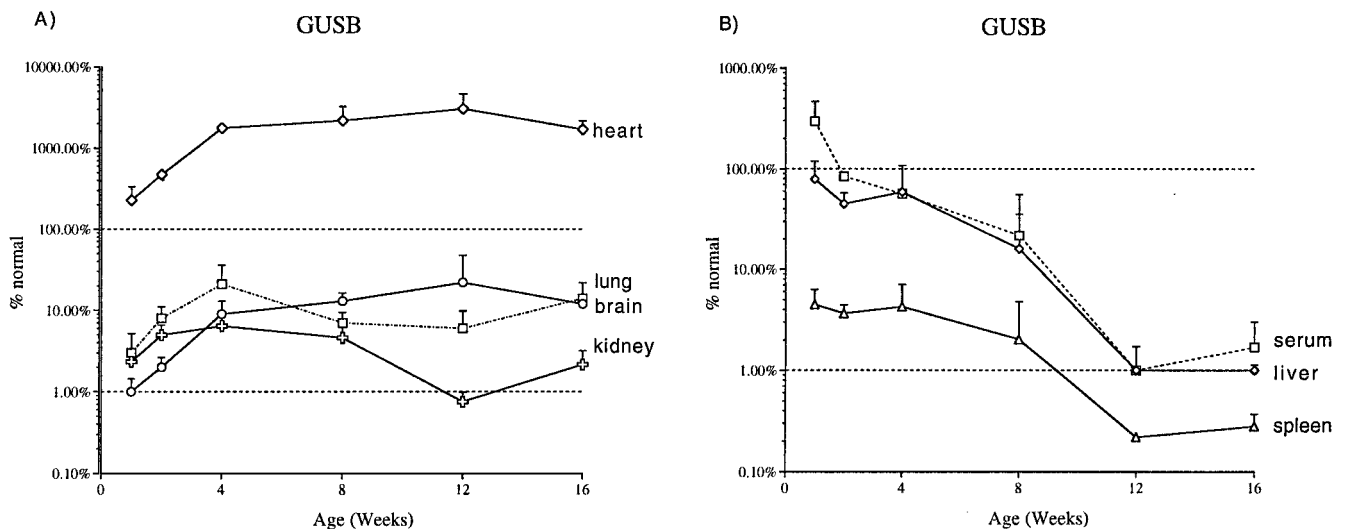 A)
GUSB
% normal
10000.00%
1000.00%
100.00%
10.00%
1.00%
0.10%
0
4
8
12
16
Age (Weeks)
heart
lung
brain
kidney
B)
GUSB
% normal
1000.00%
100.00%
10.00%
1.00%
0.10%
0
4
8
12
16
Age (Weeks)
serum
liver
spleen